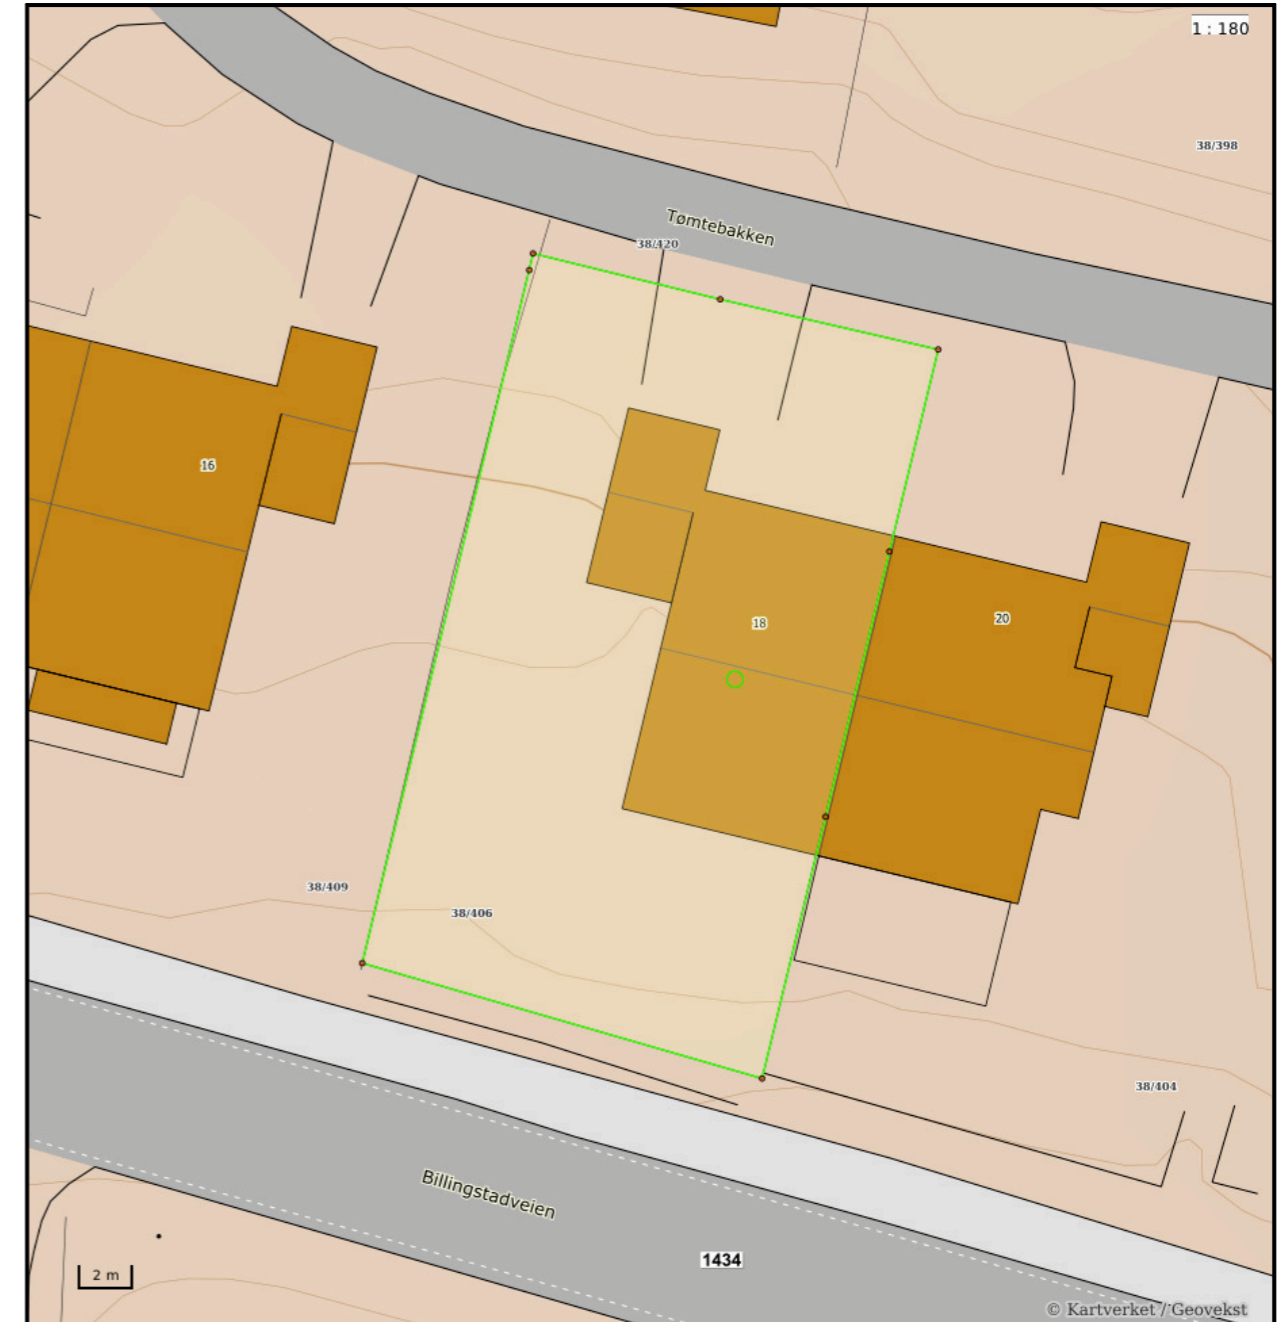 1 : 180
38/398
Tømtebakken
38/420
16
18
20
38/409
38/406
38/404
Billingstadveien
1434
2 m
© Kartverket / Geovekst